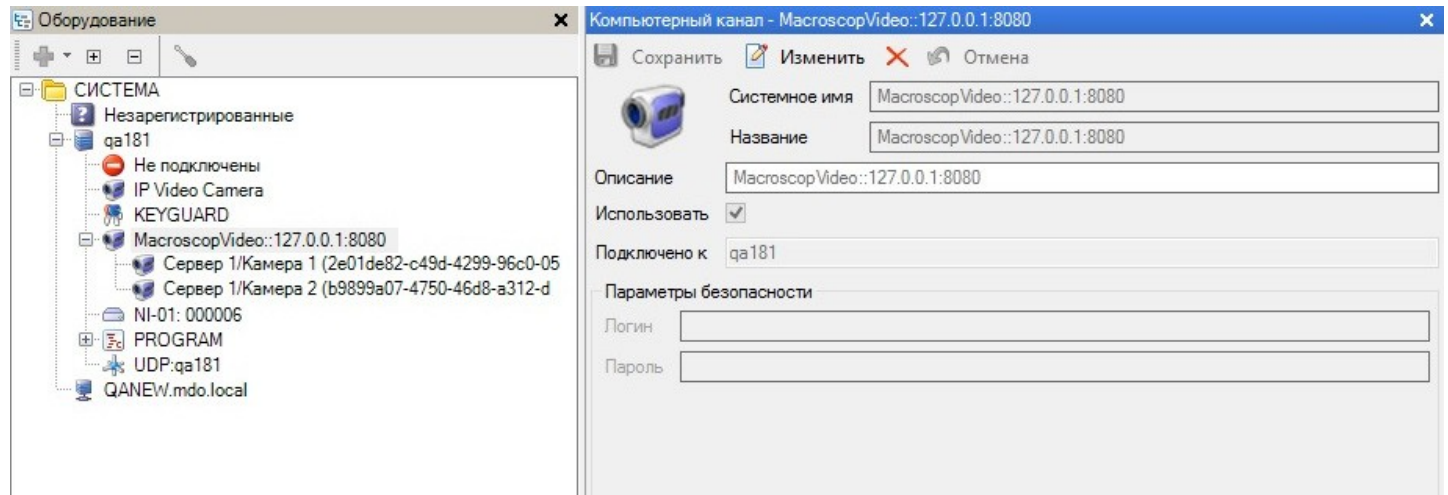 Оборудование
СИСТЕМА
Незарегистрированные
qa181
Не подключены
IP Video Camera
KEYGUARD
MacroscopVideo::127.0.0.1:8080
Сервер 1/Камера 1 (2e01de82-c49d-4299-96c0-05
Сервер 1/Камера 2 (b9899a07-4750-46d8-a312-d
NI-01: 000006
PROGRAM
UDP:qa181
QANEW.mdo.local
Компьютерный канал - MacroscopVideo::127.0.0.1:8080
Сохранить Изменить Отмена
Системное имя MacroscopVideo::127.0.0.1:8080
Название MacroscopVideo::127.0.0.1:8080
Описание MacroscopVideo::127.0.0.1:8080
Использовать
Подключено к qa181
Параметры безопасности
Логин
Пароль